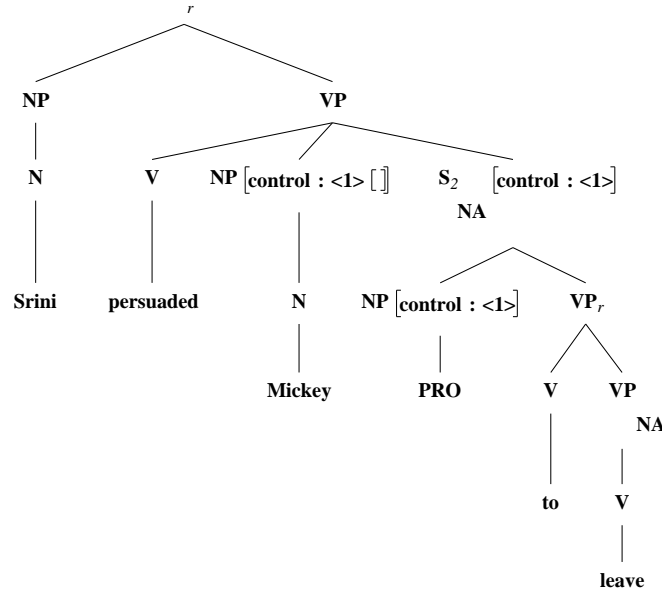 r
NP VP
N V NP [control : <1> [ ]] S₂ [control : <1>]
NA
Srini persuaded N NP [control : <1>] VPᵣ
Mickey PRO V VP
NA
to V
leave